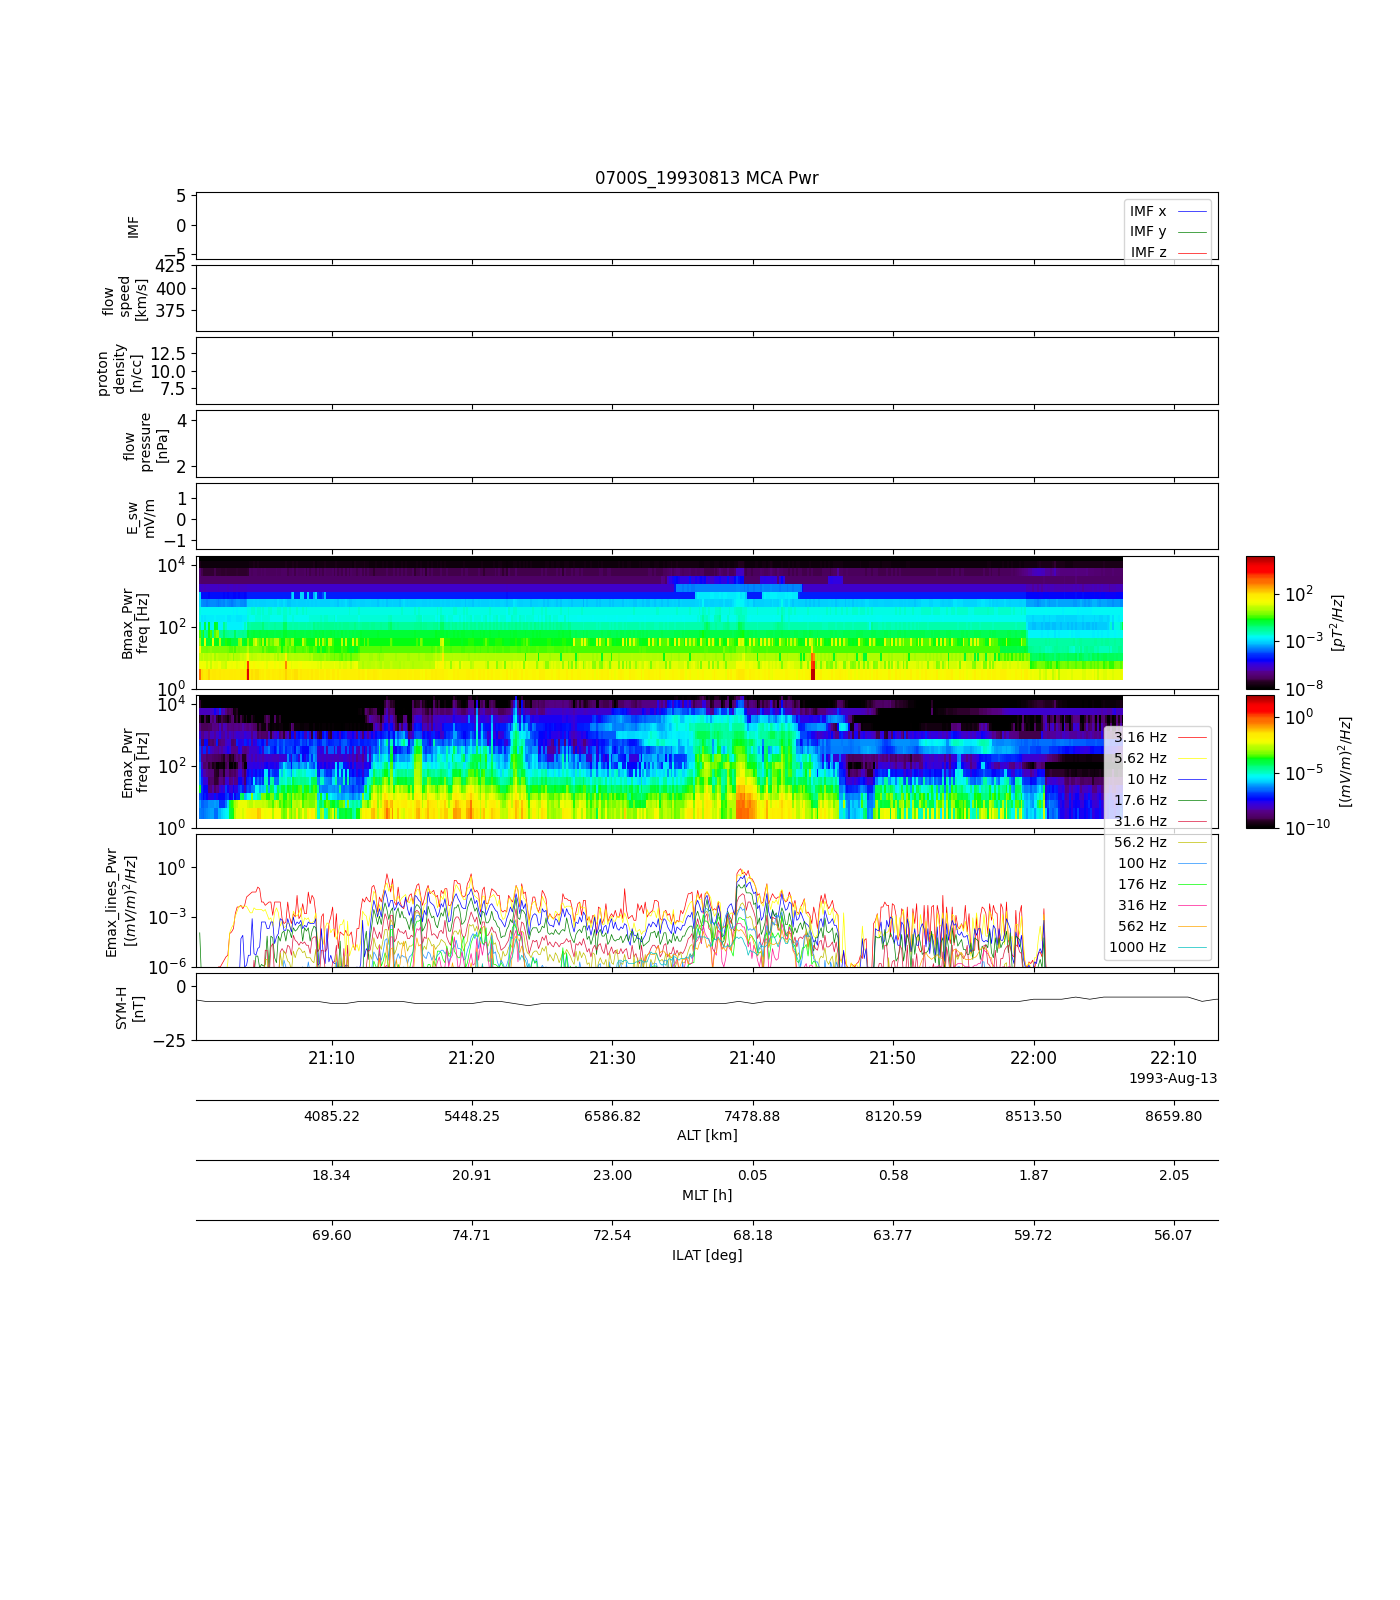 0700S_19930813 MCA Pwr
5
0
−5
IMF
IMF x
IMF y
IMF z
425
400
375
flow
speed
[km/s]
12.5
10.0
7.5
proton
density
[n/cc]
4
2
flow
pressure
[nPa]
1
0
−1
E_sw
mV/m
10^4
10^2
10^0
Bmax_Pwr
freq [Hz]
10^2
10^−3
10^−8
[pT^2/Hz]
10^4
10^2
10^0
Emax_Pwr
freq [Hz]
10^0
10^−5
10^−10
[(mV/m)^2/Hz]
3.16 Hz
5.62 Hz
10 Hz
17.6 Hz
31.6 Hz
56.2 Hz
100 Hz
176 Hz
316 Hz
562 Hz
1000 Hz
10^0
10^−3
10^−6
Emax_lines_Pwr
[(mV/m)^2/Hz]
0
−25
SYM-H
[nT]
21:10 21:20 21:30 21:40 21:50 22:00 22:10
1993-Aug-13
4085.22 5448.25 6586.82 7478.88 8120.59 8513.50 8659.80
ALT [km]
18.34 20.91 23.00 0.05 0.58 1.87 2.05
MLT [h]
69.60 74.71 72.54 68.18 63.77 59.72 56.07
ILAT [deg]